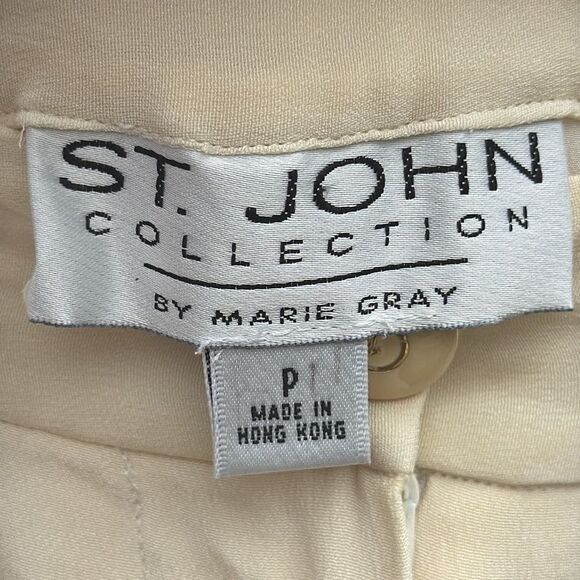 ST. JOHN
COLLECTION
BY MARIE GRAY
P
MADE IN
HONG KONG